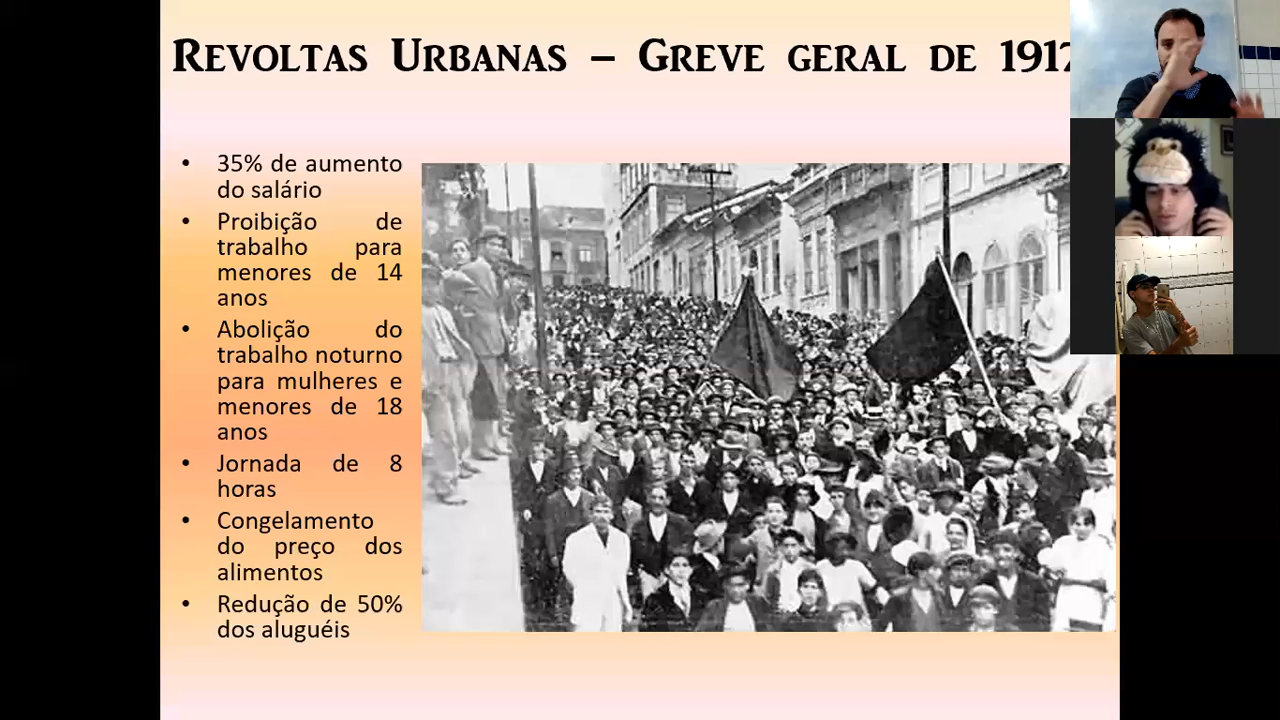 REVOLTAS URBANAS – GREVE GERAL DE 1917
• 35% de aumento
do salário
• Proibição de
trabalho para
menores de 14
anos
• Abolição do
trabalho noturno
para mulheres e
menores de 18
anos
• Jornada de 8
horas
• Congelamento
do preço dos
alimentos
• Redução de 50%
dos aluguéis